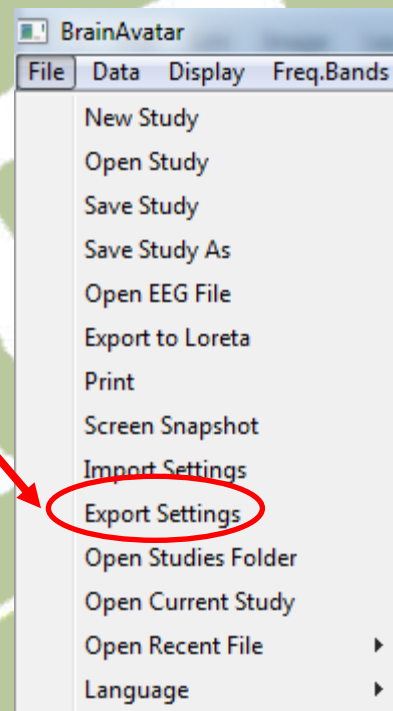 BrainAvatar
File Data Display Freq.Bands
New Study
Open Study
Save Study
Save Study As
Open EEG File
Export to Loreta
Print
Screen Snapshot
Import Settings
Export Settings
Open Studies Folder
Open Current Study
Open Recent File
Language